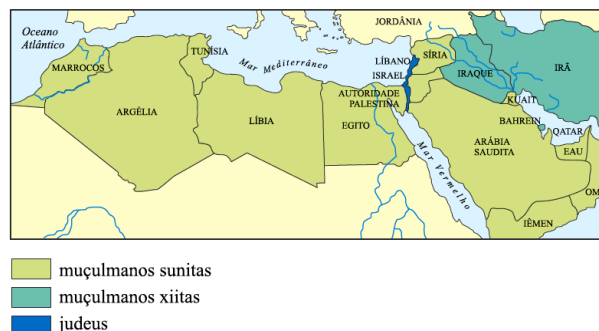 Oceano
Atlântico
JORDÂNIA
TUNÍSIA
Mar Mediterrâneo
MARROCOS
LÍBANO
SÍRIA
ISRAEL
IRAQUE
IRÃ
AUTORIDADE
PALESTINA
ARGÉLIA
LÍBIA
EGITO
KUAIT
BAHREIN
QATAR
ARÁBIA
SAUDITA
EAU
Mar Vermelho
OM
IÊMEN
muçulmanos sunitas
muçulmanos xiitas
judeus